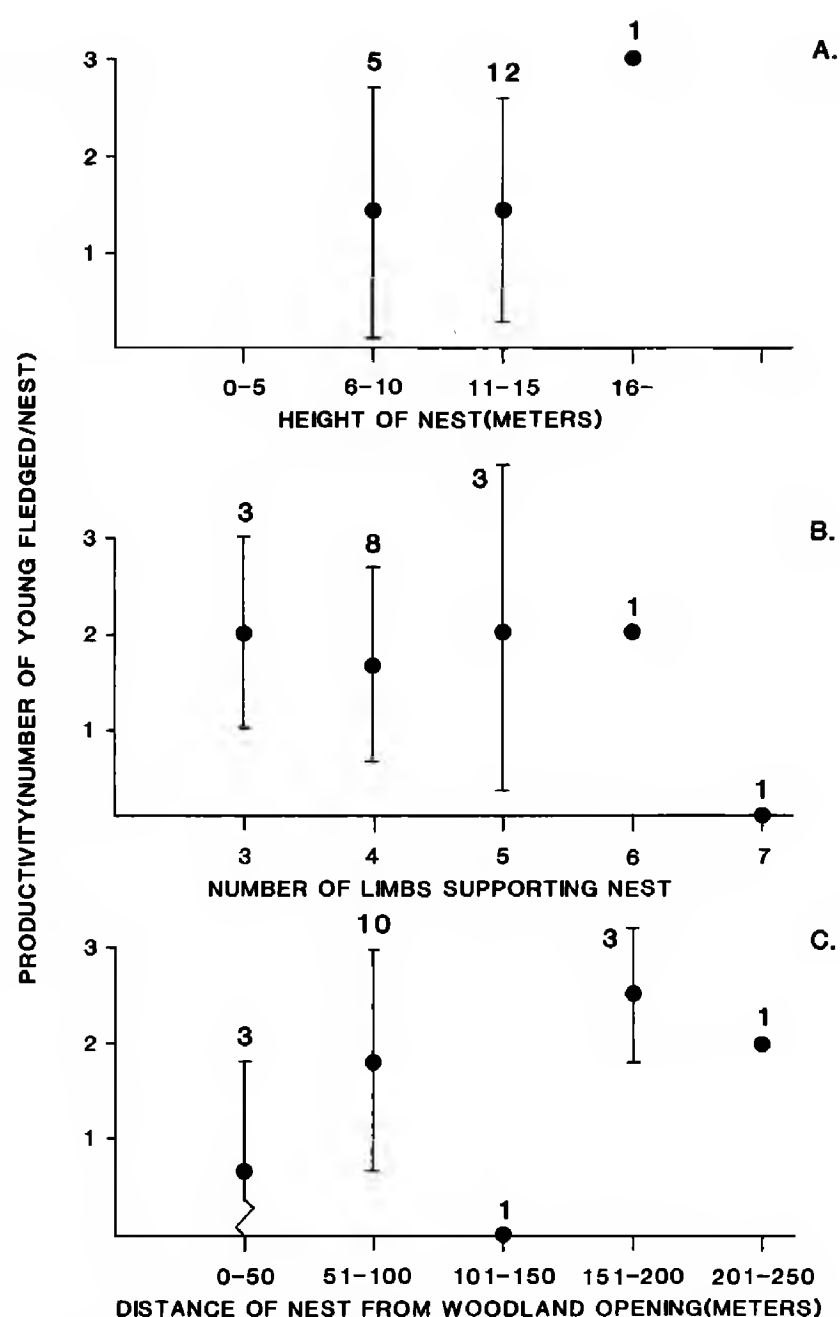 PRODUCTIVITY(NUMBER OF YOUNG FLEDGED/NEST)
A.
3
2
1
5
12
1
0-5 6-10 11-15 16-
HEIGHT OF NEST(METERS)
B.
3
2
1
3
8
3
1
1
3 4 5 6 7
NUMBER OF LIMBS SUPPORTING NEST
C.
3
2
1
3
10
1
3
1
0-50 51-100 101-150 151-200 201-250
DISTANCE OF NEST FROM WOODLAND OPENING(METERS)